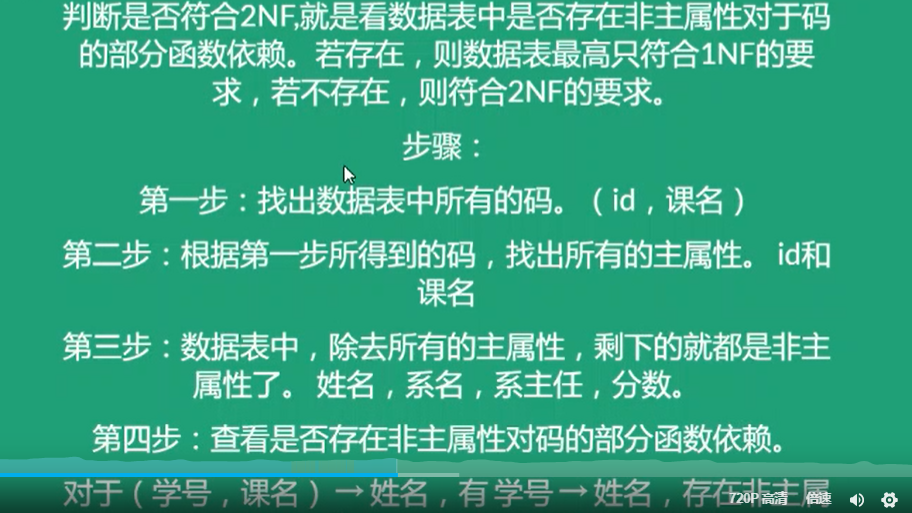 判断是否符合2NF,就是看数据表中是否存在非主属性对于码
的部分函数依赖。若存在，则数据表最高只符合1NF的要
求，若不存在，则符合2NF的要求。
步骤：
第一步：找出数据表中所有的码。（id，课名）
第二步：根据第一步所得到的码，找出所有的主属性。 id和
课名
第三步：数据表中，除去所有的主属性，剩下的就都是非主
属性了。 姓名，系名，系主任，分数。
第四步：查看是否存在非主属性对码的部分函数依赖。
对于（学号，课名）→ 姓名，有 学号 → 姓名，存在非主属
720P 高清 倍速